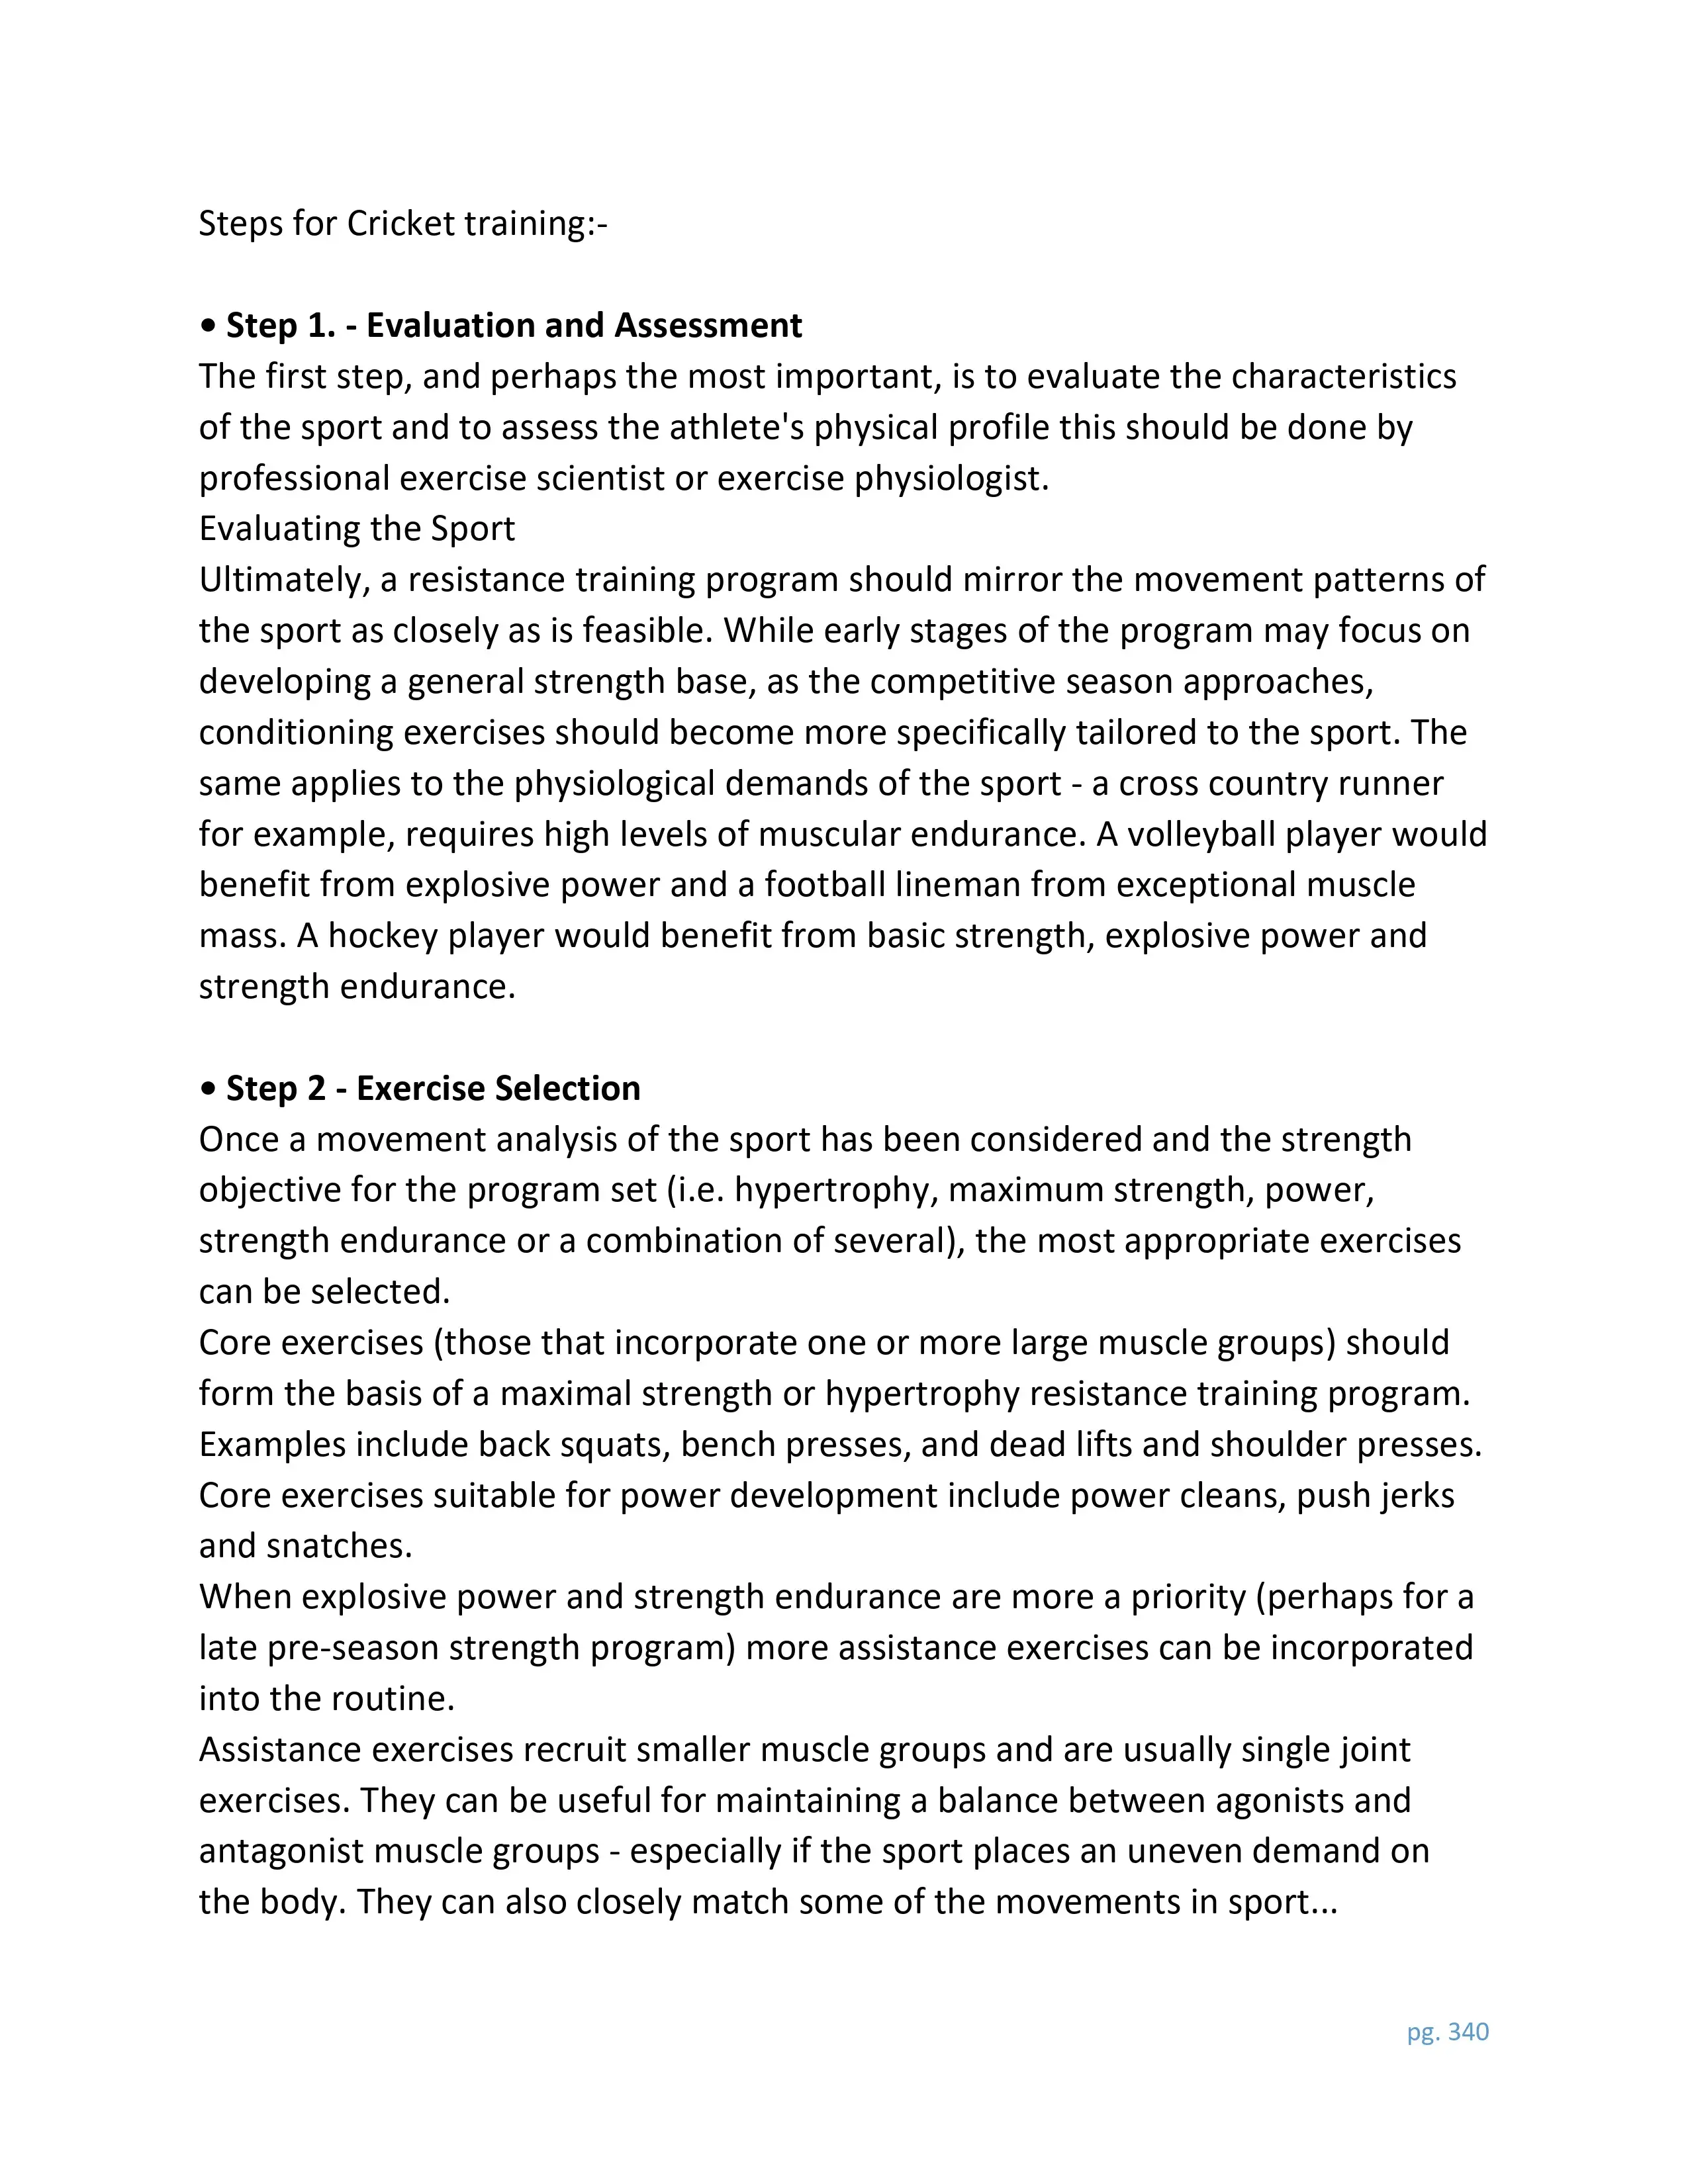 Steps for Cricket training:-
• Step 1. - Evaluation and Assessment
The first step, and perhaps the most important, is to evaluate the characteristics
of the sport and to assess the athlete's physical profile this should be done by
professional exercise scientist or exercise physiologist.
Evaluating the Sport
Ultimately, a resistance training program should mirror the movement patterns of
the sport as closely as is feasible. While early stages of the program may focus on
developing a general strength base, as the competitive season approaches,
conditioning exercises should become more specifically tailored to the sport. The
same applies to the physiological demands of the sport - a cross country runner
for example, requires high levels of muscular endurance. A volleyball player would
benefit from explosive power and a football lineman from exceptional muscle
mass. A hockey player would benefit from basic strength, explosive power and
strength endurance.
• Step 2 - Exercise Selection
Once a movement analysis of the sport has been considered and the strength
objective for the program set (i.e. hypertrophy, maximum strength, power,
strength endurance or a combination of several), the most appropriate exercises
can be selected.
Core exercises (those that incorporate one or more large muscle groups) should
form the basis of a maximal strength or hypertrophy resistance training program.
Examples include back squats, bench presses, and dead lifts and shoulder presses.
Core exercises suitable for power development include power cleans, push jerks
and snatches.
When explosive power and strength endurance are more a priority (perhaps for a
late pre-season strength program) more assistance exercises can be incorporated
into the routine.
Assistance exercises recruit smaller muscle groups and are usually single joint
exercises. They can be useful for maintaining a balance between agonists and
antagonist muscle groups - especially if the sport places an uneven demand on
the body. They can also closely match some of the movements in sport...
pg. 340